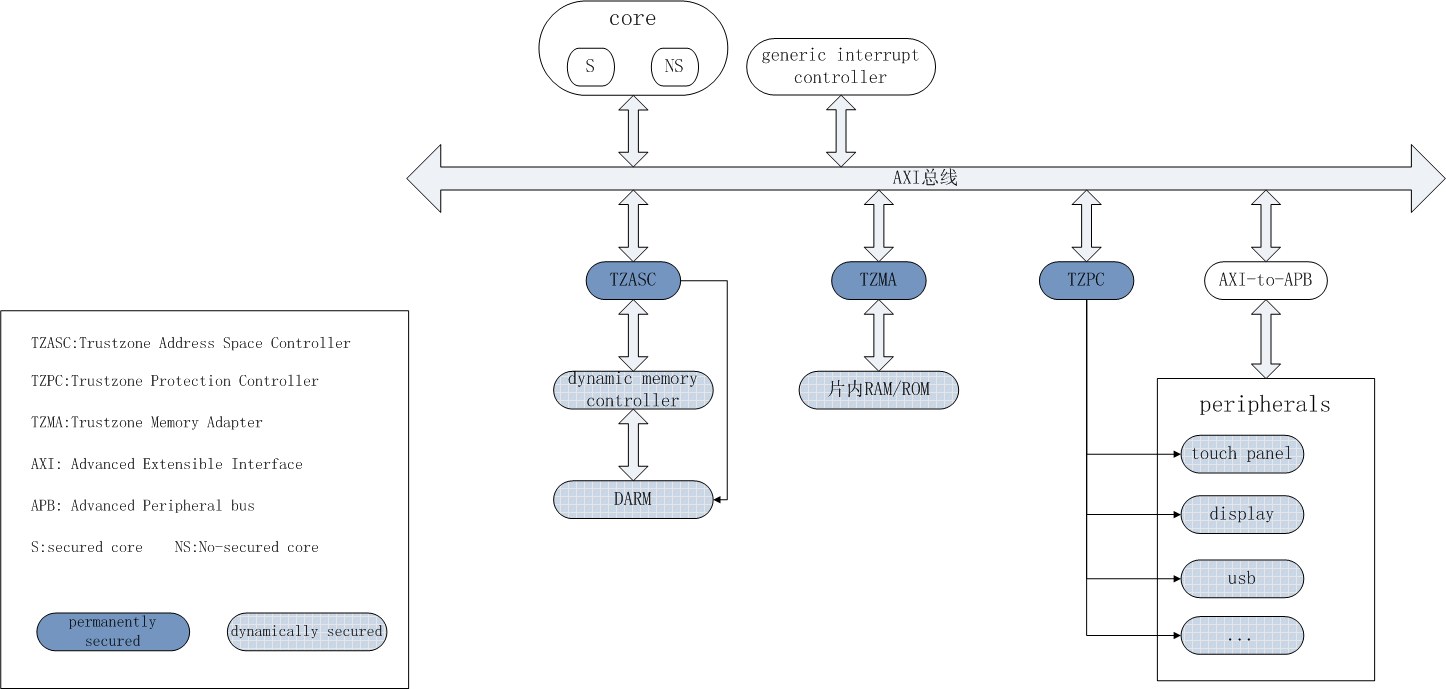 core
S
NS
generic interrupt
controller
AXI总线
TZASC
TZMA
TZPC
AXI-to-APB
dynamic memory
controller
片内RAM/ROM
DARM
peripherals
touch panel
display
usb
...
TZASC:Trustzone Address Space Controller
TZPC:Trustzone Protection Controller
TZMA:Trustzone Memory Adapter
AXI: Advanced Extensible Interface
APB: Advanced Peripheral bus
S:secured core NS:No-secured core
permanently
secured
dynamically secured